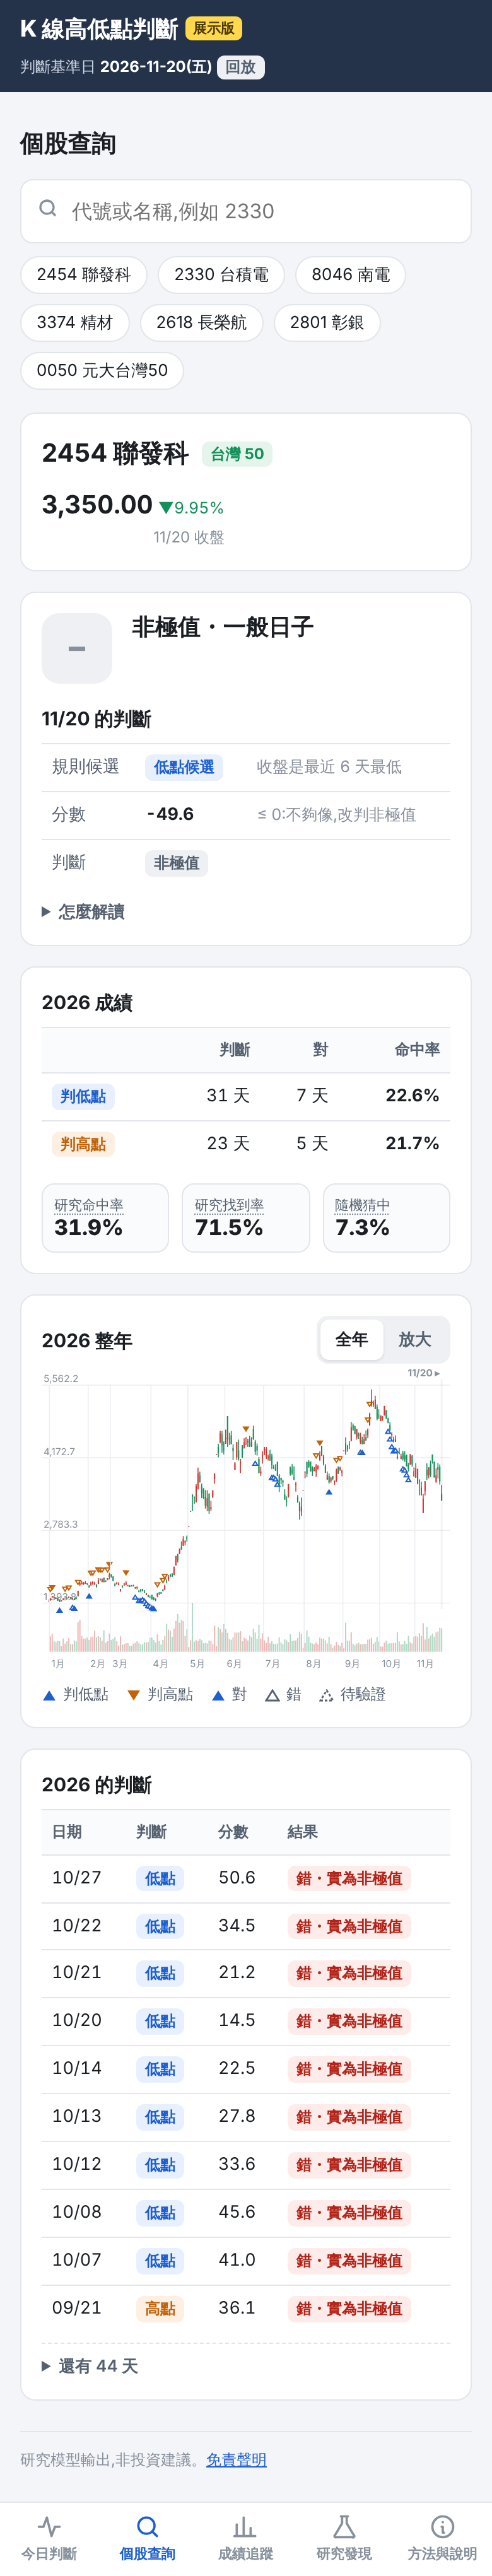 K 線高低點判斷 展示版
判斷基準日 2026-11-20(五) 回放
個股查詢
代號或名稱,例如 2330
2454 聯發科 2330 台積電 8046 南電
3374 精材 2618 長榮航 2801 彰銀
0050 元大台灣50
2454 聯發科 台灣 50
3,350.00 ▼9.95%
11/20 收盤
– 非極值・一般日子
11/20 的判斷
規則候選 低點候選 收盤是最近 6 天最低
分數 -49.6 ≤ 0:不夠像,改判非極值
判斷 非極值
▶ 怎麼解讀
2026 成績
判斷 對 命中率
判低點 31 天 7 天 22.6%
判高點 23 天 5 天 21.7%
研究命中率 研究找到率 隨機猜中
31.9% 71.5% 7.3%
2026 整年 全年 放大
11/20 ▸
5,562.2
4,172.7
2,783.3
1月 2月 3月 4月 5月 6月 7月 8月 9月 10月 11月
▲ 判低點 ▼ 判高點 ▲ 對 △ 錯 △ 待驗證
2026 的判斷
日期 判斷 分數 結果
10/27 低點 50.6 錯・實為非極值
10/22 低點 34.5 錯・實為非極值
10/21 低點 21.2 錯・實為非極值
10/20 低點 14.5 錯・實為非極值
10/14 低點 22.5 錯・實為非極值
10/13 低點 27.8 錯・實為非極值
10/12 低點 33.6 錯・實為非極值
10/08 低點 45.6 錯・實為非極值
10/07 低點 41.0 錯・實為非極值
09/21 高點 36.1 錯・實為非極值
▶ 還有 44 天
研究模型輸出,非投資建議。免責聲明
今日判斷 個股查詢 成績追蹤 研究發現 方法與說明